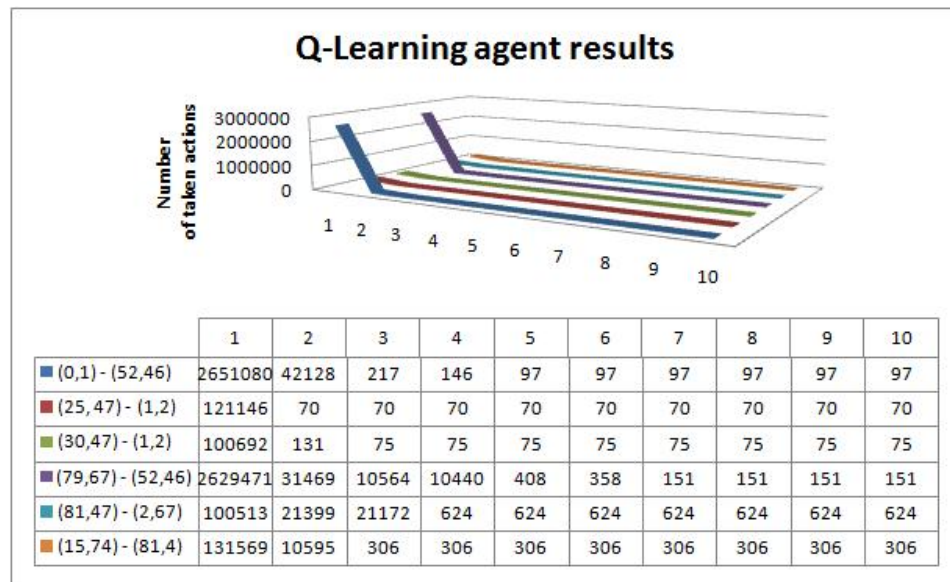 Q-Learning agent results
Number
of taken actions
3000000
2000000
1000000
0
1 2 3 4 5 6 7 8 9 10
1 2 3 4 5 6 7 8 9 10
(0,1) - (52,46) 2651080 42128 217 146 97 97 97 97 97 97
(25,47) - (1,2) 121146 70 70 70 70 70 70 70 70 70
(30,47) - (1,2) 100692 131 75 75 75 75 75 75 75 75
(79,67) - (52,46) 2629471 31469 10564 10440 408 358 151 151 151 151
(81,47) - (2,67) 100513 21399 21172 624 624 624 624 624 624 624
(15,74) - (81,4) 131569 10595 306 306 306 306 306 306 306 306